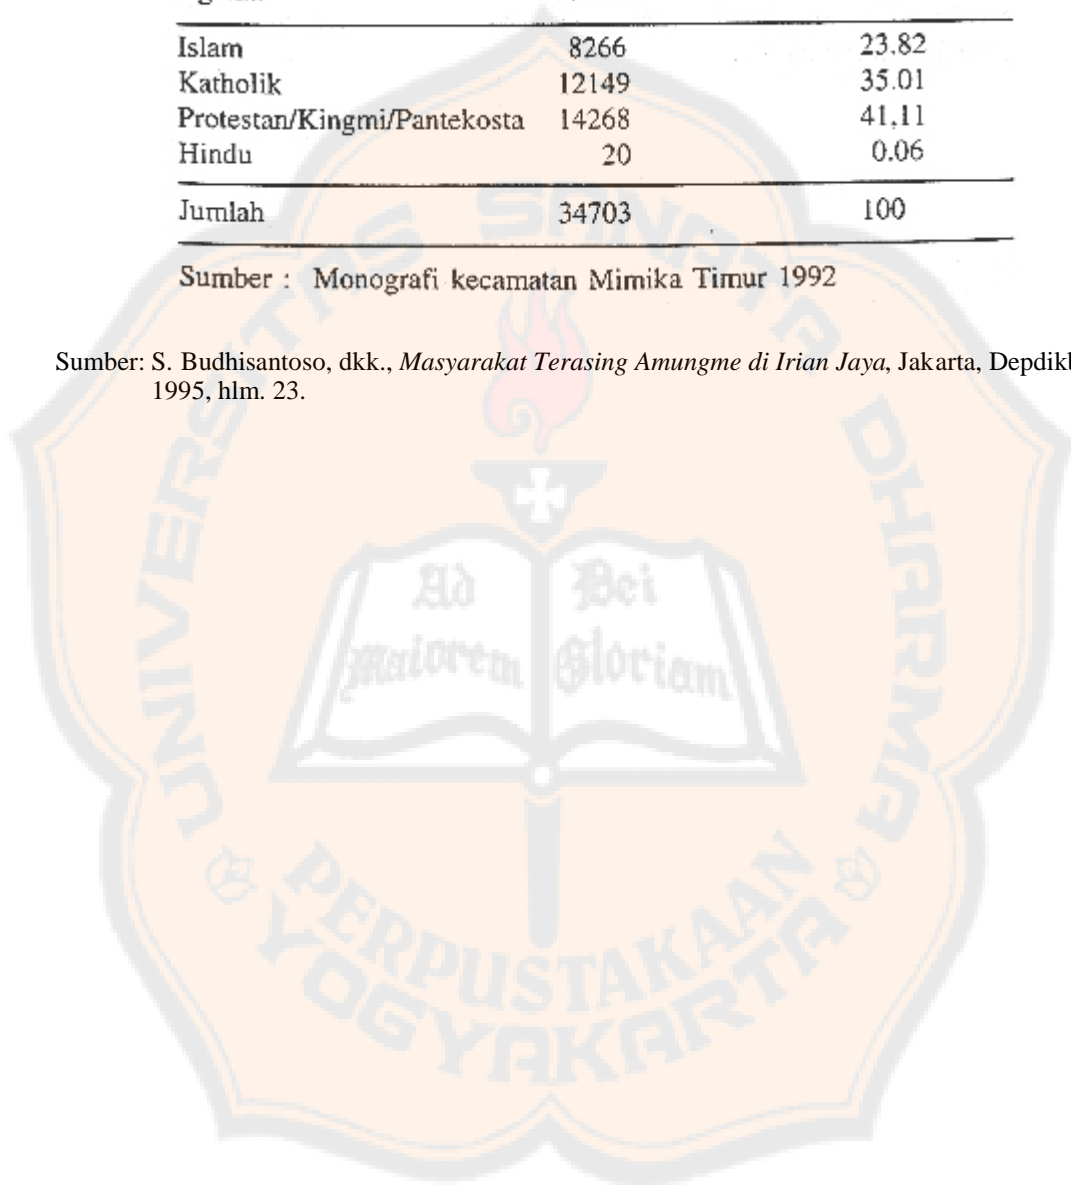 Islam 8266 23.82
Katholik 12149 35.01
Protestan/Kingmi/Pantekosta 14268 41.11
Hindu 20 0.06
Jumlah 34703 100
Sumber : Monografi kecamatan Mimika Timur 1992
Sumber: S. Budhisantoso, dkk., Masyarakat Terasing Amungme di Irian Jaya, Jakarta, Depdikb
1995, hlm. 23.
UNIVERSITAS SANATA DHARMA
Ad Dei
maiorem Gloriam
PERPUSTAKAAN
YOGYAKARTA